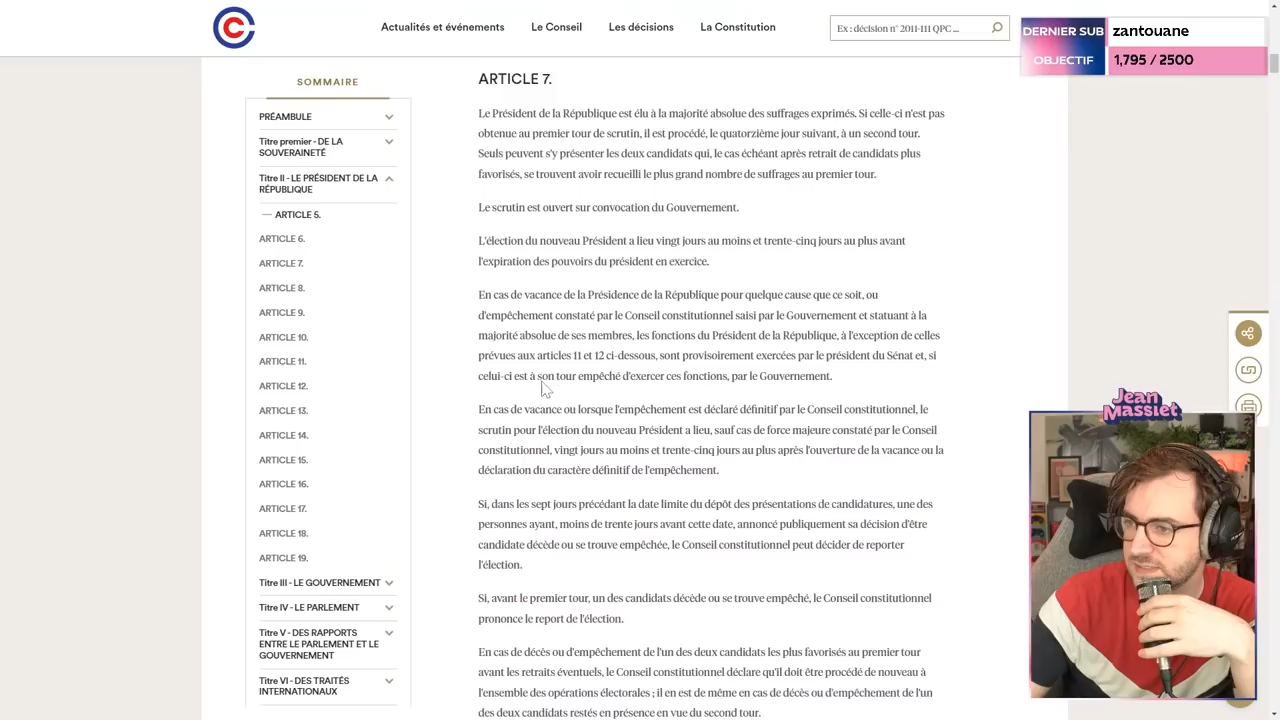 C
Actualités et événements
Le Conseil
Les décisions
La Constitution
Ex : décision n° 2011-111 QPC ...
DERNIER SUB
zantouane
OBJECTIF
1,795 / 2500
SOMMAIRE
PRÉAMBULE
Titre premier - DE LA
SOUVERAINETÉ
Titre II - LE PRÉSIDENT DE LA
RÉPUBLIQUE
— ARTICLE 5.
ARTICLE 6.
ARTICLE 7.
ARTICLE 8.
ARTICLE 9.
ARTICLE 10.
ARTICLE 11.
ARTICLE 12.
ARTICLE 13.
ARTICLE 14.
ARTICLE 15.
ARTICLE 16.
ARTICLE 17.
ARTICLE 18.
ARTICLE 19.
Titre III - LE GOUVERNEMENT
Titre IV - LE PARLEMENT
Titre V - DES RAPPORTS
ENTRE LE PARLEMENT ET LE
GOUVERNEMENT
Titre VI - DES TRAITÉS
INTERNATIONAUX
ARTICLE 7.
Le Président de la République est élu à la majorité absolue des suffrages exprimés. Si celle-ci n'est pas
obtenue au premier tour de scrutin, il est procédé, le quatorzième jour suivant, à un second tour.
Seuls peuvent s'y présenter les deux candidats qui, le cas échéant après retrait de candidats plus
favorisés, se trouvent avoir recueilli le plus grand nombre de suffrages au premier tour.
Le scrutin est ouvert sur convocation du Gouvernement.
L'élection du nouveau Président a lieu vingt jours au moins et trente-cinq jours au plus avant
l'expiration des pouvoirs du président en exercice.
En cas de vacance de la Présidence de la République pour quelque cause que ce soit, ou
d'empêchement constaté par le Conseil constitutionnel saisi par le Gouvernement et statuant à la
majorité absolue de ses membres, les fonctions du Président de la République, à l'exception de celles
prévues aux articles 11 et 12 ci-dessous, sont provisoirement exercées par le président du Sénat et, si
celui-ci est à son tour empêché d'exercer ces fonctions, par le Gouvernement.
En cas de vacance ou lorsque l'empêchement est déclaré définitif par le Conseil constitutionnel, le
scrutin pour l'élection du nouveau Président a lieu, sauf cas de force majeure constaté par le Conseil
constitutionnel, vingt jours au moins et trente-cinq jours au plus après l'ouverture de la vacance ou la
déclaration du caractère définitif de l'empêchement.
Si, dans les sept jours précédant la date limite du dépôt des présentations de candidatures, une des
personnes ayant, moins de trente jours avant cette date, annoncé publiquement sa décision d'être
candidate décède ou se trouve empêchée, le Conseil constitutionnel peut décider de reporter
l'élection.
Si, avant le premier tour, un des candidats décède ou se trouve empêché, le Conseil constitutionnel
prononce le report de l'élection.
En cas de décès ou d'empêchement de l'un des deux candidats les plus favorisés au premier tour
avant les retraits éventuels, le Conseil constitutionnel déclare qu'il doit être procédé de nouveau à
l'ensemble des opérations électorales ; il en est de même en cas de décès ou d'empêchement de l'un
des deux candidats restés en présence en vue du second tour.
Jean
Massiet